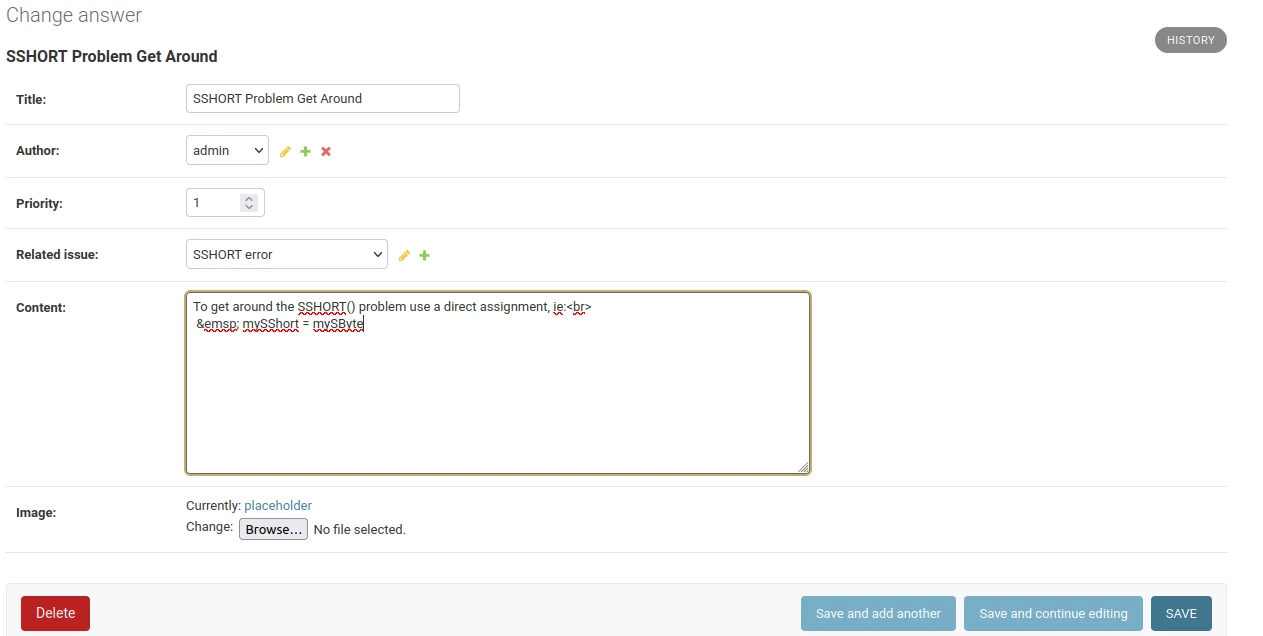 Change answer
HISTORY
SSHORT Problem Get Around
Title:
SSHORT Problem Get Around
Author:
admin
Priority:
1
Related issue:
SSHORT error
Content:
To get around the SSHORT() problem use a direct assignment, ie:<br>
&emsp; mySShort = mySByte
Image:
Currently: placeholder
Change: Browse... No file selected.
Delete
Save and add another
Save and continue editing
SAVE